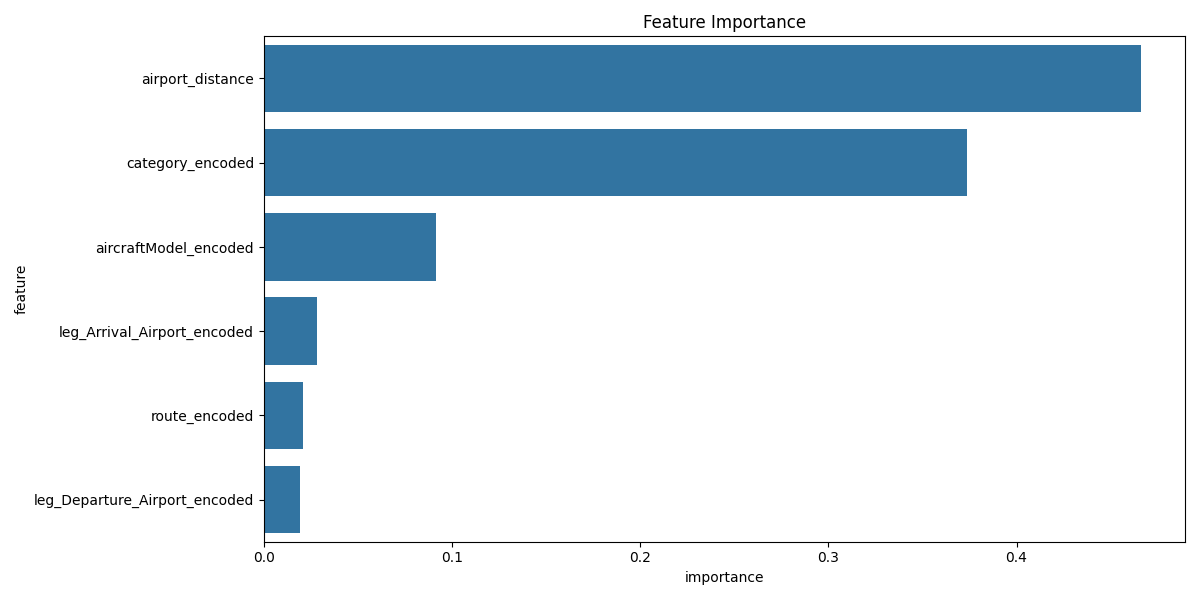 Feature Importance
airport_distance
category_encoded
aircraftModel_encoded
leg_Arrival_Airport_encoded
route_encoded
leg_Departure_Airport_encoded
feature
0.0 0.1 0.2 0.3 0.4
importance